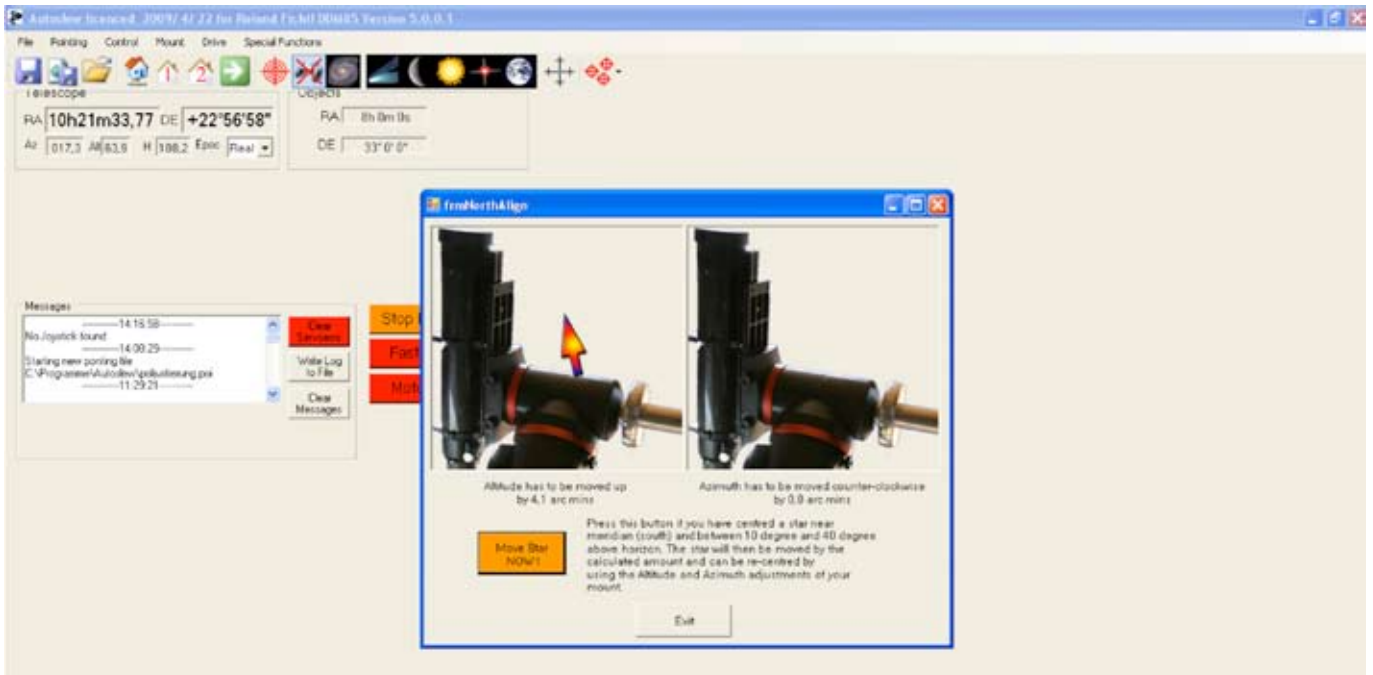 Autoslew licenced 2009/ 4/ 22 for Roland Fichtl DDM85 Version 5.0.0.1
File Pointing Control Mount Drive Special Functions
Telescope
RA 10h21m33,77 DE +22°56'58"
Az 017,3 Alt 63,9 H 188,2 Epoc Real
Objects
RA 8h 0m 0s
DE 33° 0' 0"
frmNorthAlign
Messages
----------14:16:58----------
No Joystick found
----------14:08:29----------
Starting new ponting file
C:\Programme\Autoslew\poljustierung.poi
----------11:29:21----------
Clear
Write Log
to File
Clear
Messages
Stop
Fast
Altitude has to be moved up
by 4,1 arc mins
Azimuth has to be moved counter-clockwise
by 0,8 arc mins
Move Star
NOW!!
Press this button if you have centred a star near
meridian (south) and between 10 degree and 40 degree
above horizon. The star will then be moved by the
calculated amount and can be re-centred by
using the Altitude and Azimuth adjustments of your
mount.
Exit